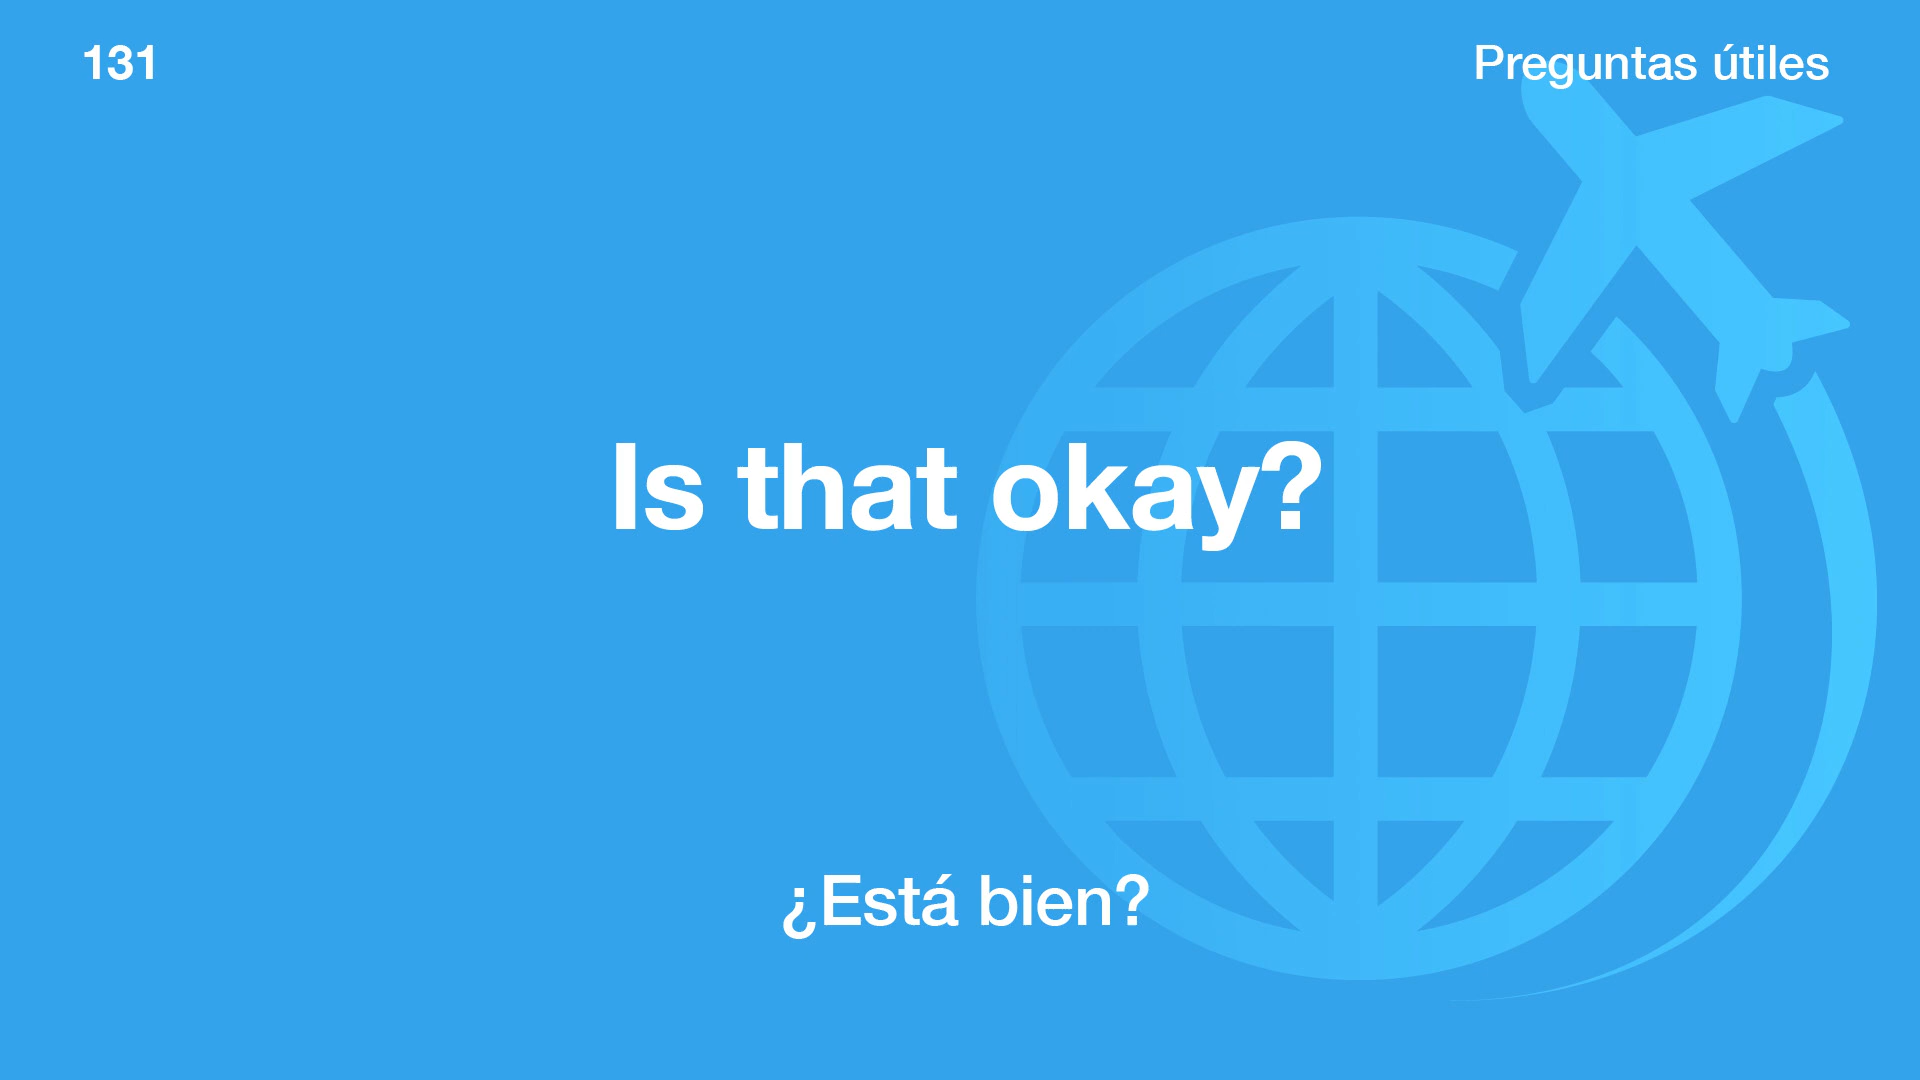 131
Preguntas útiles
Is that okay?
¿Está bien?